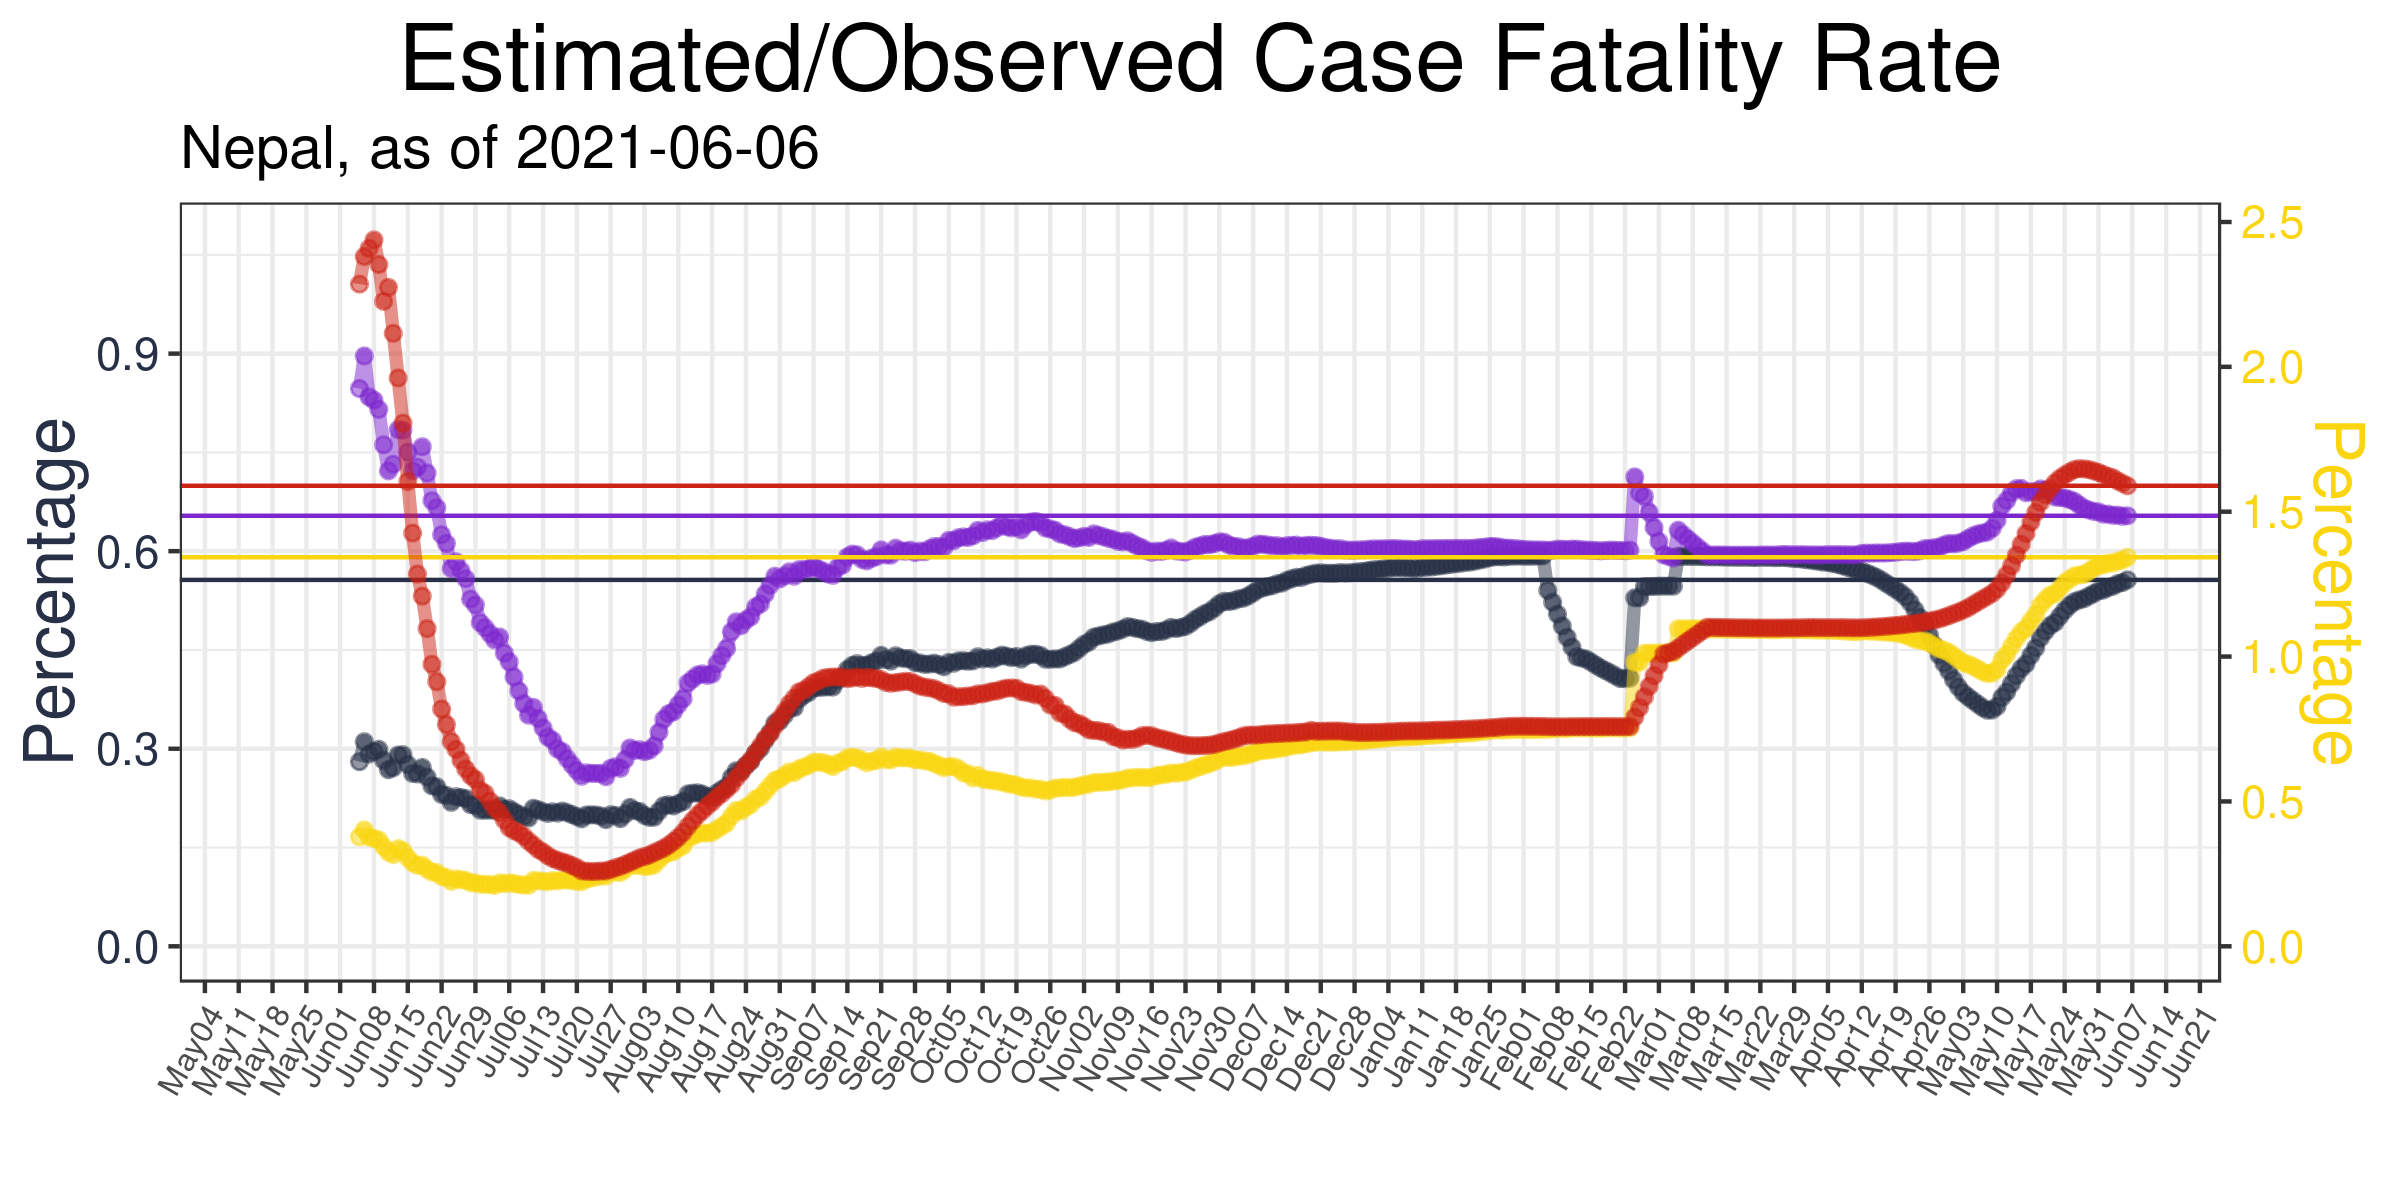 Estimated/Observed Case Fatality Rate
Nepal, as of 2021-06-06
Percentage
0.9
0.6
0.3
0.0
2.5
2.0
1.5
1.0
0.5
0.0
Percentage
May04
May11
May18
May25
Jun01
Jun08
Jun15
Jun22
Jun29
Jul06
Jul13
Jul20
Jul27
Aug03
Aug10
Aug17
Aug24
Aug31
Sep07
Sep14
Sep21
Sep28
Oct05
Oct12
Oct19
Oct26
Nov02
Nov09
Nov16
Nov23
Nov30
Dec07
Dec14
Dec21
Dec28
Jan04
Jan11
Jan18
Jan25
Feb01
Feb08
Feb15
Feb22
Mar01
Mar08
Mar15
Mar22
Mar29
Apr05
Apr12
Apr19
Apr26
May03
May10
May17
May24
May31
Jun07
Jun14
Jun21